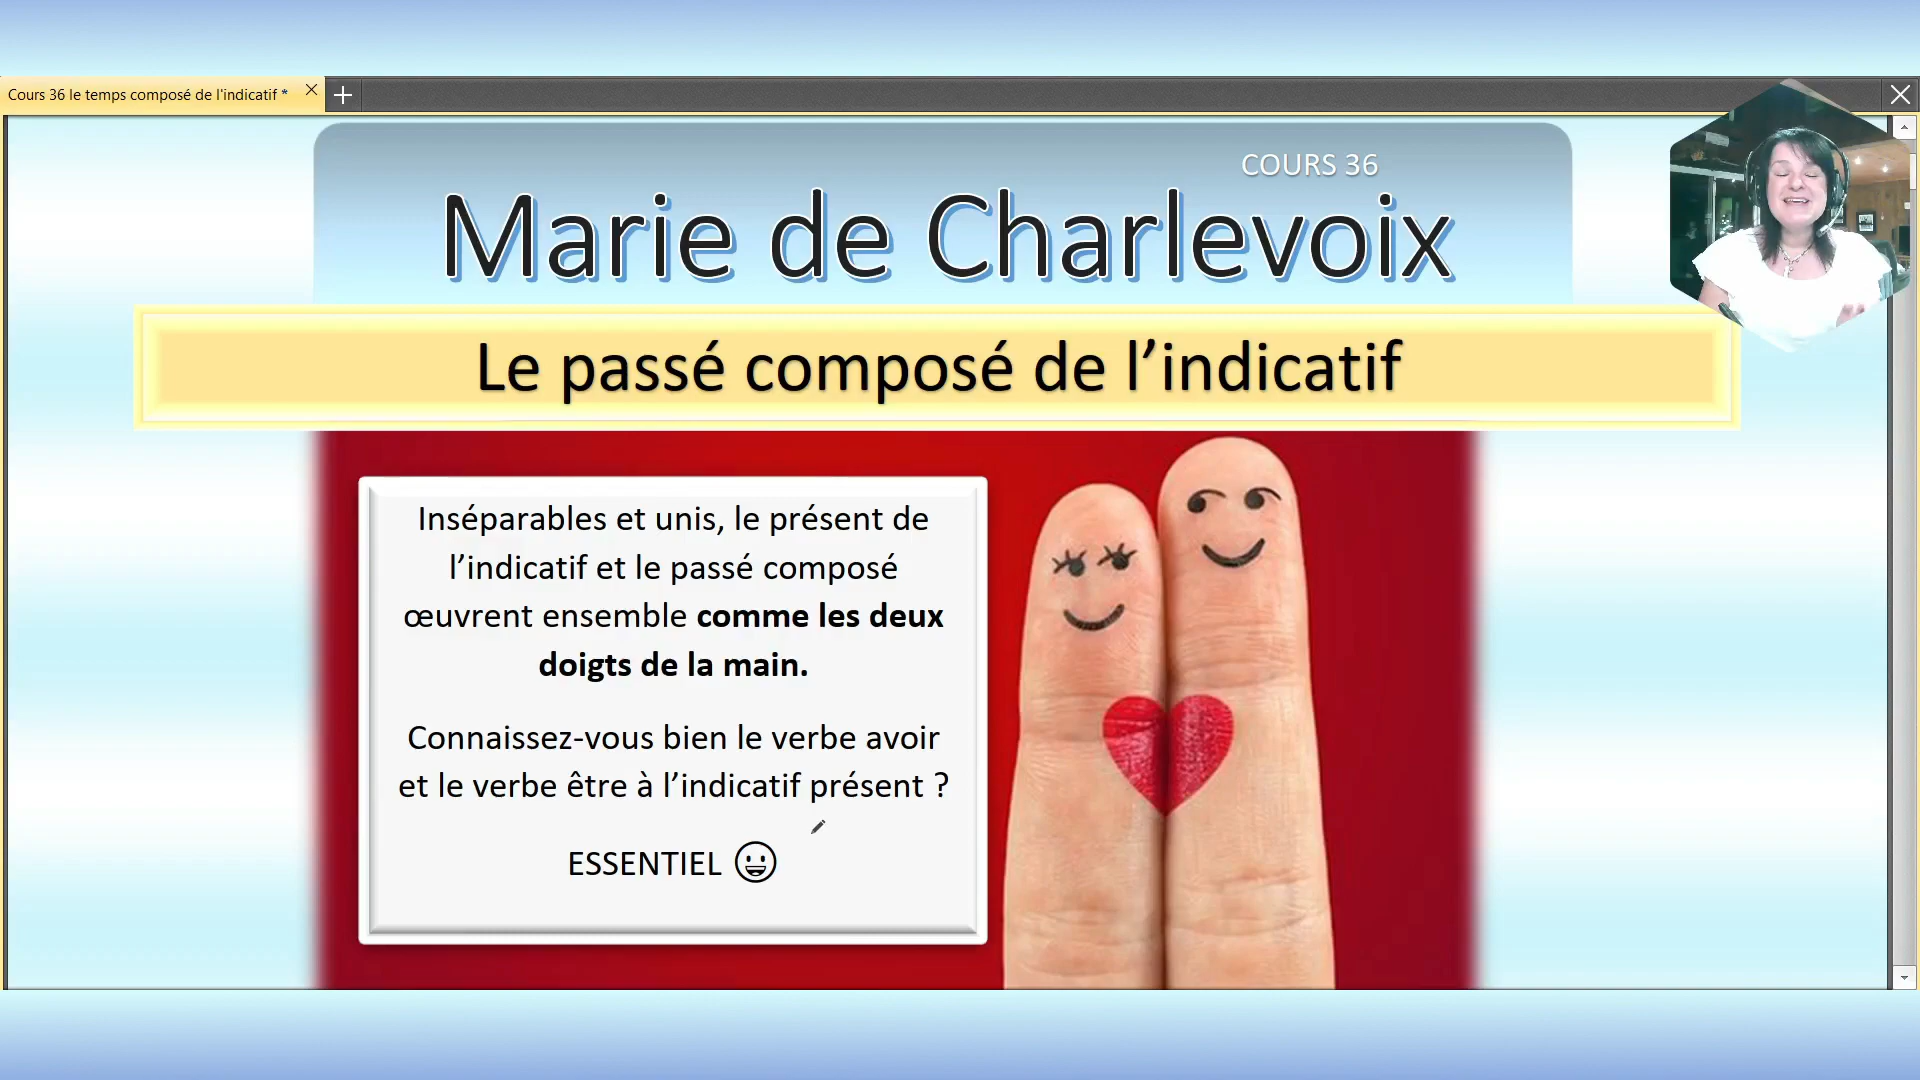 Cours 36 le temps composé de l'indicatif *
COURS 36
Marie de Charlevoix
Le passé composé de l’indicatif
Inséparables et unis, le présent de
l’indicatif et le passé composé
œuvrent ensemble comme les deux
doigts de la main.
Connaissez-vous bien le verbe avoir
et le verbe être à l’indicatif présent ?
ESSENTIEL 😀